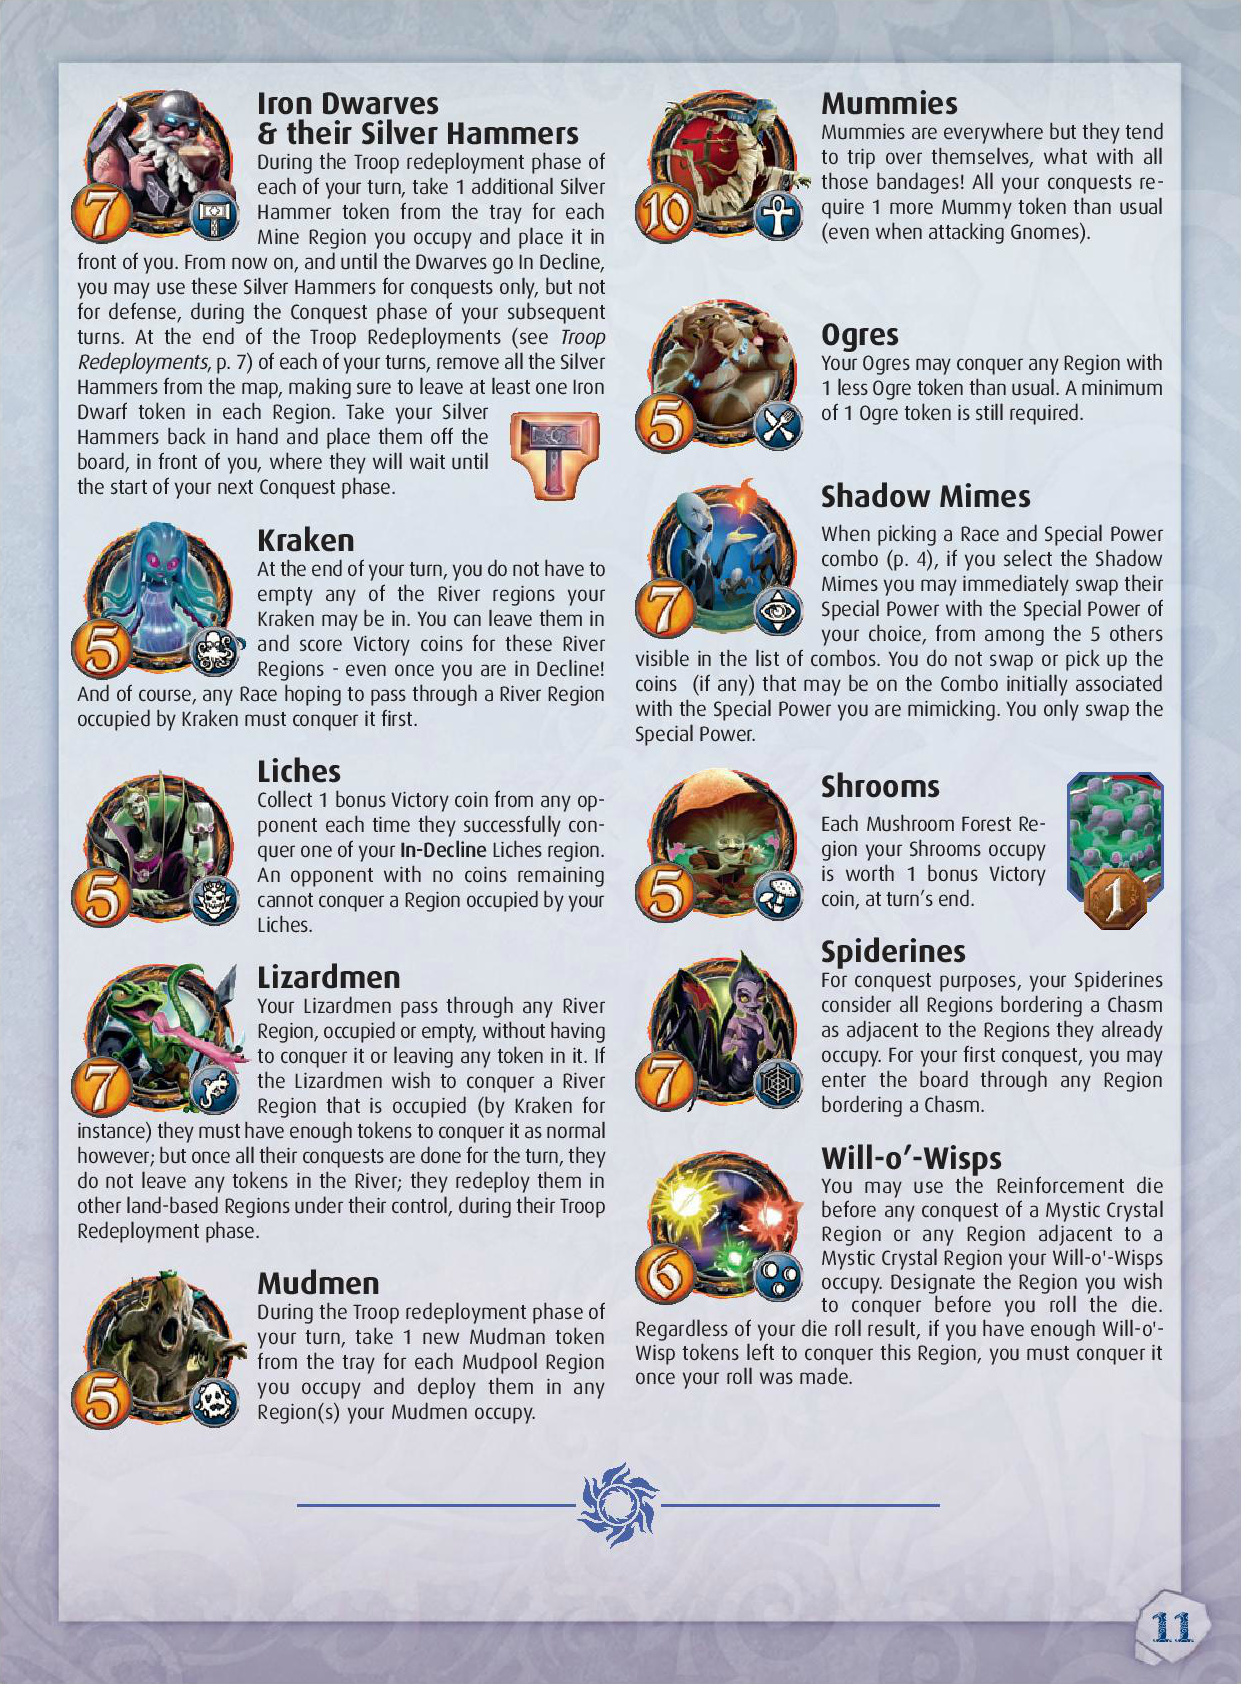 Iron Dwarves
& their Silver Hammers
During the Troop redeployment phase of
each of your turn, take 1 additional Silver
Hammer token from the tray for each
Mine Region you occupy and place it in
front of you. From now on, and until the Dwarves go In Decline,
you may use these Silver Hammers for conquests only, but not
for defense, during the Conquest phase of your subsequent
turns. At the end of the Troop Redeployments (see Troop
Redeployments, p. 7) of each of your turns, remove all the Silver
Hammers from the map, making sure to leave at least one Iron
Dwarf token in each Region. Take your Silver
Hammers back in hand and place them off the
board, in front of you, where they will wait until
the start of your next Conquest phase.
7
Kraken
At the end of your turn, you do not have to
empty any of the River regions your
Kraken may be in. You can leave them in
and score Victory coins for these River
Regions - even once you are in Decline!
And of course, any Race hoping to pass through a River Region
occupied by Kraken must conquer it first.
5
Liches
Collect 1 bonus Victory coin from any op-
ponent each time they successfully con-
quer one of your In-Decline Liches region.
An opponent with no coins remaining
cannot conquer a Region occupied by your
Liches.
5
Lizardmen
Your Lizardmen pass through any River
Region, occupied or empty, without having
to conquer it or leaving any token in it. If
the Lizardmen wish to conquer a River
Region that is occupied (by Kraken for
instance) they must have enough tokens to conquer it as normal
however; but once all their conquests are done for the turn, they
do not leave any tokens in the River; they redeploy them in
other land-based Regions under their control, during their Troop
Redeployment phase.
7
Mudmen
During the Troop redeployment phase of
your turn, take 1 new Mudman token
from the tray for each Mudpool Region
you occupy and deploy them in any
Region(s) your Mudmen occupy.
5
Mummies
Mummies are everywhere but they tend
to trip over themselves, what with all
those bandages! All your conquests re-
quire 1 more Mummy token than usual
(even when attacking Gnomes).
10
Ogres
Your Ogres may conquer any Region with
1 less Ogre token than usual. A minimum
of 1 Ogre token is still required.
5
Shadow Mimes
When picking a Race and Special Power
combo (p. 4), if you select the Shadow
Mimes you may immediately swap their
Special Power with the Special Power of
your choice, from among the 5 others
visible in the list of combos. You do not swap or pick up the
coins (if any) that may be on the Combo initially associated
with the Special Power you are mimicking. You only swap the
Special Power.
7
Shrooms
Each Mushroom Forest Re-
gion your Shrooms occupy
is worth 1 bonus Victory
coin, at turn's end.
5
1
Spiderines
For conquest purposes, your Spiderines
consider all Regions bordering a Chasm
as adjacent to the Regions they already
occupy. For your first conquest, you may
enter the board through any Region
bordering a Chasm.
7
Will-o'-Wisps
You may use the Reinforcement die
before any conquest of a Mystic Crystal
Region or any Region adjacent to a
Mystic Crystal Region your Will-o'-Wisps
occupy. Designate the Region you wish
to conquer before you roll the die.
Regardless of your die roll result, if you have enough Will-o'-
Wisp tokens left to conquer this Region, you must conquer it
once your roll was made.
6
11